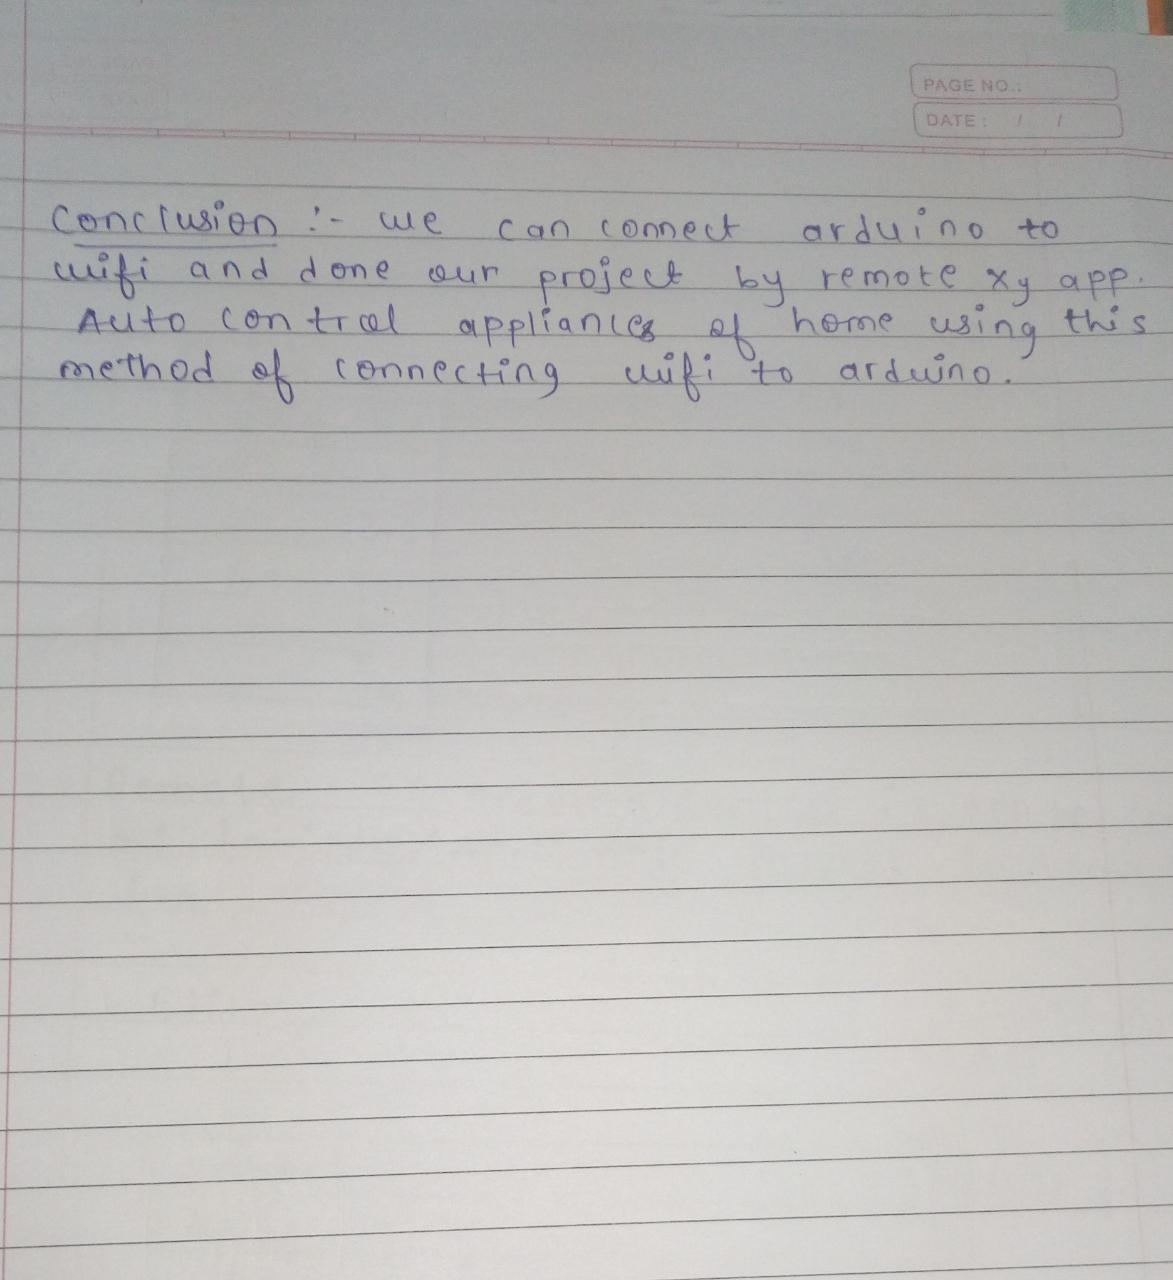 PAGE NO.:
DATE: / /
Conclusion :- we can connect arduino to
wifi and done our project by remote xy app.
Auto control appliances of home using this
method of connecting wifi to arduino.